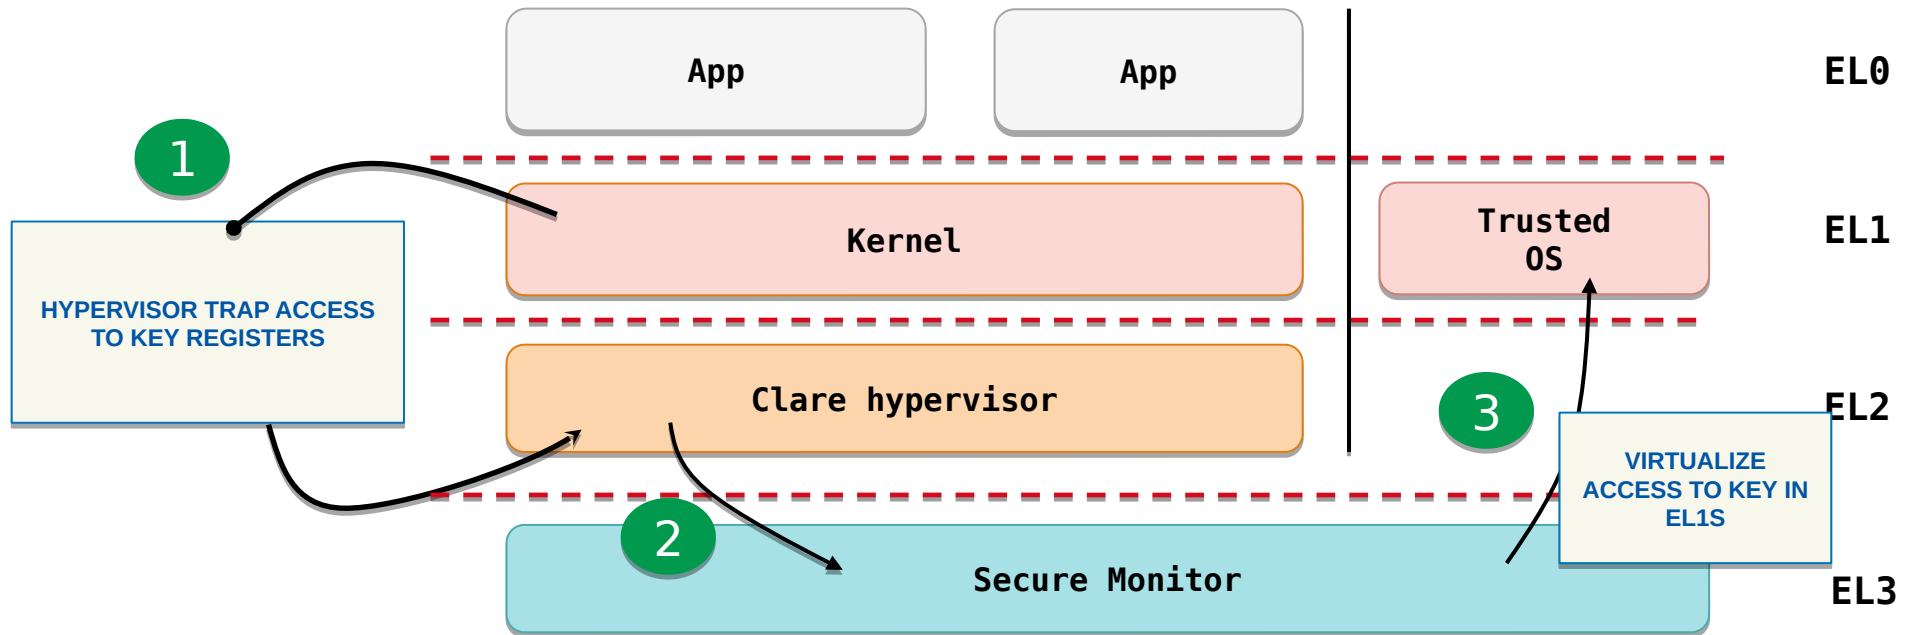 App
App
EL0
1
HYPERVISOR TRAP ACCESS
TO KEY REGISTERS
Kernel
Trusted
OS
EL1
Clare hypervisor
3
EL2
VIRTUALIZE
ACCESS TO KEY IN
EL1S
2
Secure Monitor
EL3